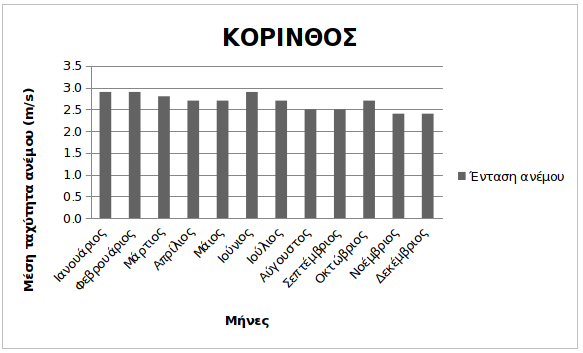 ΚΟΡΙΝΘΟΣ
Μέση ταχύτητα ανέμου (m/s)
3.5
3.0
2.5
2.0
1.5
1.0
0.5
0.0
Ιανουάριος
Φεβρουάριος
Μάρτιος
Απρίλιος
Μάιος
Ιούνιος
Ιούλιος
Αύγουστος
Σεπτέμβριος
Οκτώβριος
Νοέμβριος
Δεκέμβριος
Ένταση ανέμου
Μήνες